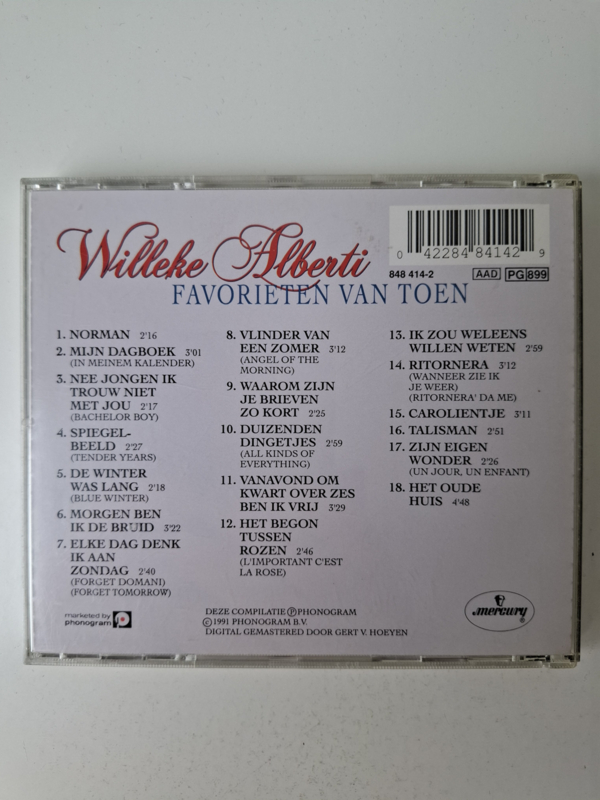 Willeke Alberti
FAVORIETEN VAN TOEN
0 42284 84142 9
848 414-2 AAD PG 899
1. NORMAN 2'16
2. MIJN DAGBOEK 3'01
(IN MEINEM KALENDER)
3. NEE JONGEN IK
TROUW NIET
MET JOU 2'17
(BACHELOR BOY)
4. SPIEGEL-
BEELD 2'27
(TENDER YEARS)
5. DE WINTER
WAS LANG 2'18
(BLUE WINTER)
6. MORGEN BEN
IK DE BRUID 3'22
7. ELKE DAG DENK
IK AAN
ZONDAG 2'40
(FORGET DOMANI)
(FORGET TOMORROW)
8. VLINDER VAN
EEN ZOMER 3'12
(ANGEL OF THE
MORNING)
9. WAAROM ZIJN
JE BRIEVEN
ZO KORT 2'25
10. DUIZENDEN
DINGETJES 2'59
(ALL KINDS OF
EVERYTHING)
11. VANAVOND OM
KWART OVER ZES
BEN IK VRIJ 3'29
12. HET BEGON
TUSSEN
ROZEN 2'46
(L'IMPORTANT C'EST
LA ROSE)
13. IK ZOU WELEENS
WILLEN WETEN 2'59
14. RITORNERA 3'12
(WANNEER ZIE IK
JE WEER)
(RITORNERA' DA ME)
15. CAROLIENTJE 3'11
16. TALISMAN 2'51
17. ZIJN EIGEN
WONDER 2'26
(UN JOUR, UN ENFANT)
18. HET OUDE
HUIS 4'48
marketed by
phonogram
DEZE COMPILATIE ⓟ PHONOGRAM
©1991 PHONOGRAM B.V.
DIGITAL GEMASTERED DOOR GERT V. HOEYEN
mercury